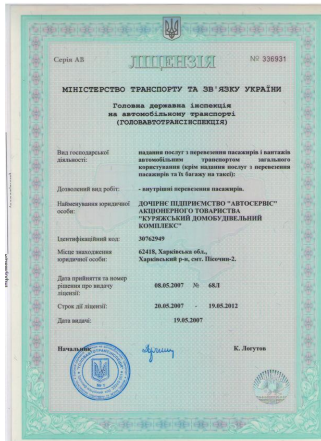 Серія АВ
№ 336931
ЛІЦЕНЗІЯ
МІНІСТЕРСТВО ТРАНСПОРТУ ТА ЗВ'ЯЗКУ УКРАЇНИ
Головна державна інспекція
на автомобільному транспорті
(ГОЛОВАВТОТРАНСІНСПЕКЦІЯ)
Вид господарської діяльності:
надання послуг з перевезення пасажирів і вантажів
автомобільним транспортом загального
користування (крім надання послуг з перевезення
пасажирів та їх багажу на таксі);
Дозволений вид робіт:
- внутрішні перевезення пасажирів.
Найменування юридичної особи:
ДОЧІРНЄ ПІДПРИЄМСТВО "АВТОСЕРВІС"
АКЦІОНЕРНОГО ТОВАРИСТВА
"КУРЯЖСЬКИЙ ДОМОБУДІВЕЛЬНИЙ
КОМПЛЕКС"
Ідентифікаційний код:
30762949
Місце знаходження юридичної особи:
62418, Харківська обл.,
Харківський р-н, смт. Пісочин-2.
Дата прийняття та номер рішення про видачу ліцензії:
08.05.2007 № 68Л
Строк дії ліцензії:
20.05.2007 - 19.05.2012
Дата видачі:
19.05.2007
Начальник
К. Логутов